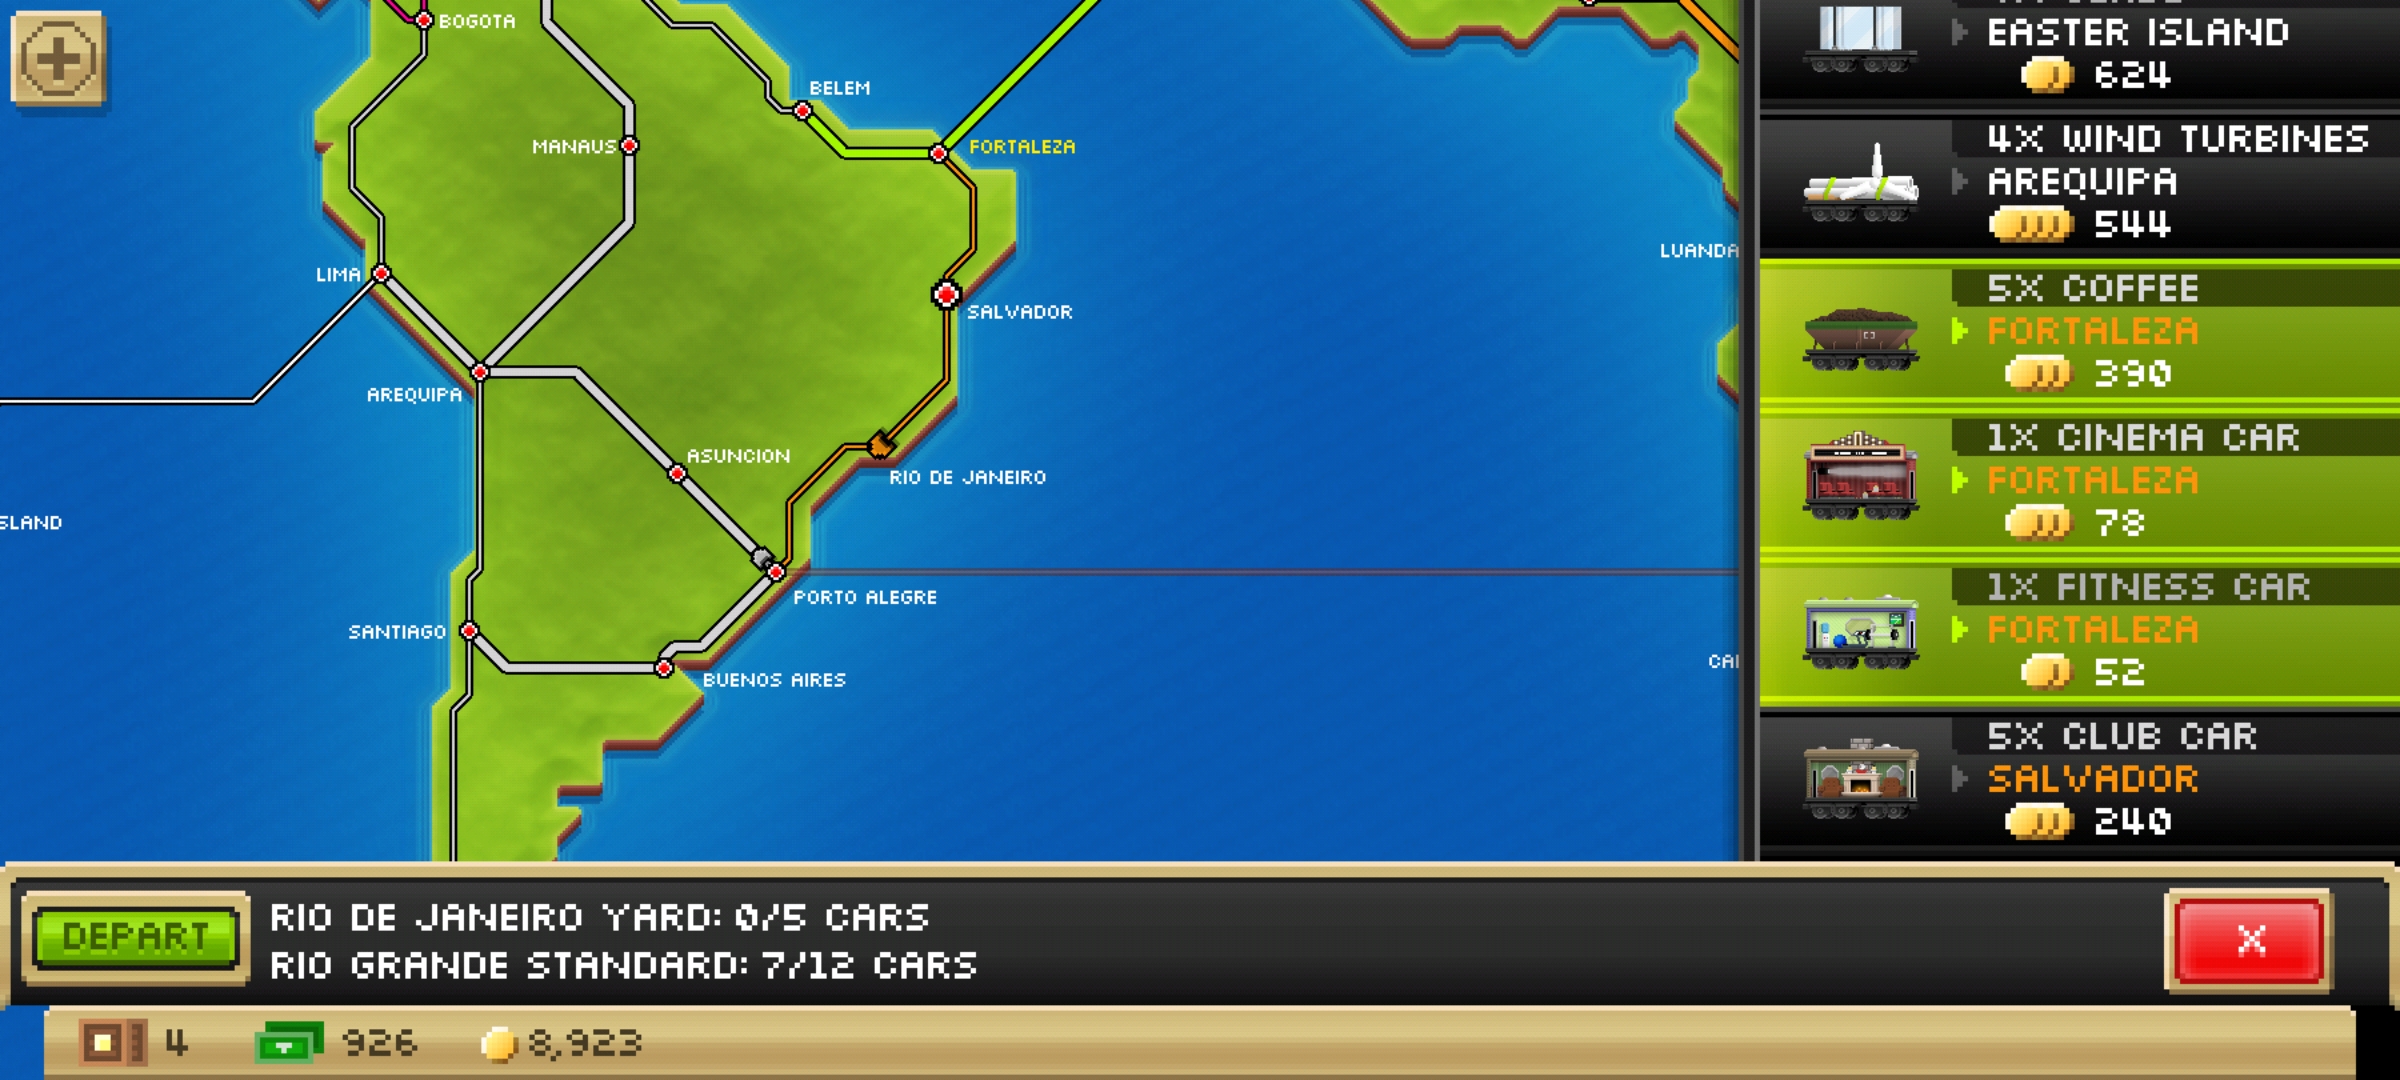 BOGOTA
BELEM
MANAUS
FORTALEZA
LUANDA
LIMA
SALVADOR
AREQUIPA
ASUNCION
RIO DE JANEIRO
SLAND
PORTO ALEGRE
SANTIAGO
CA
BUENOS AIRES
EASTER ISLAND
624
4X WIND TURBINES
AREQUIPA
544
5X COFFEE
FORTALEZA
390
1X CINEMA CAR
FORTALEZA
78
1X FITNESS CAR
FORTALEZA
52
5X CLUB CAR
SALVADOR
240
DEPART
RIO DE JANEIRO YARD: 0/5 CARS
RIO GRANDE STANDARD: 7/12 CARS
X
4
926
8,923